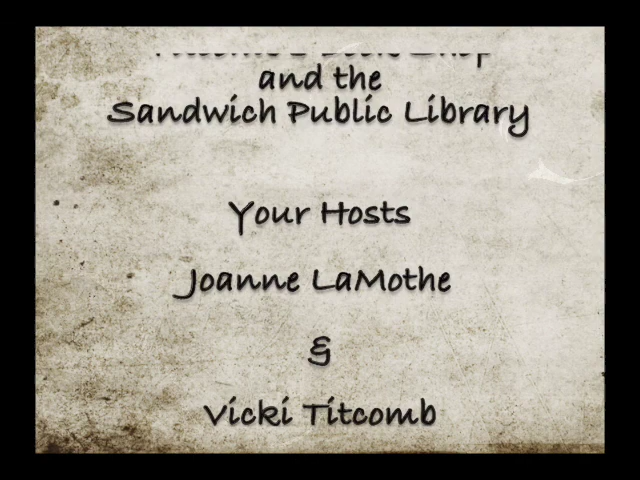 and the
Sandwich Public Library
Your Hosts
Joanne LaMothe
&
Vicki Titcomb